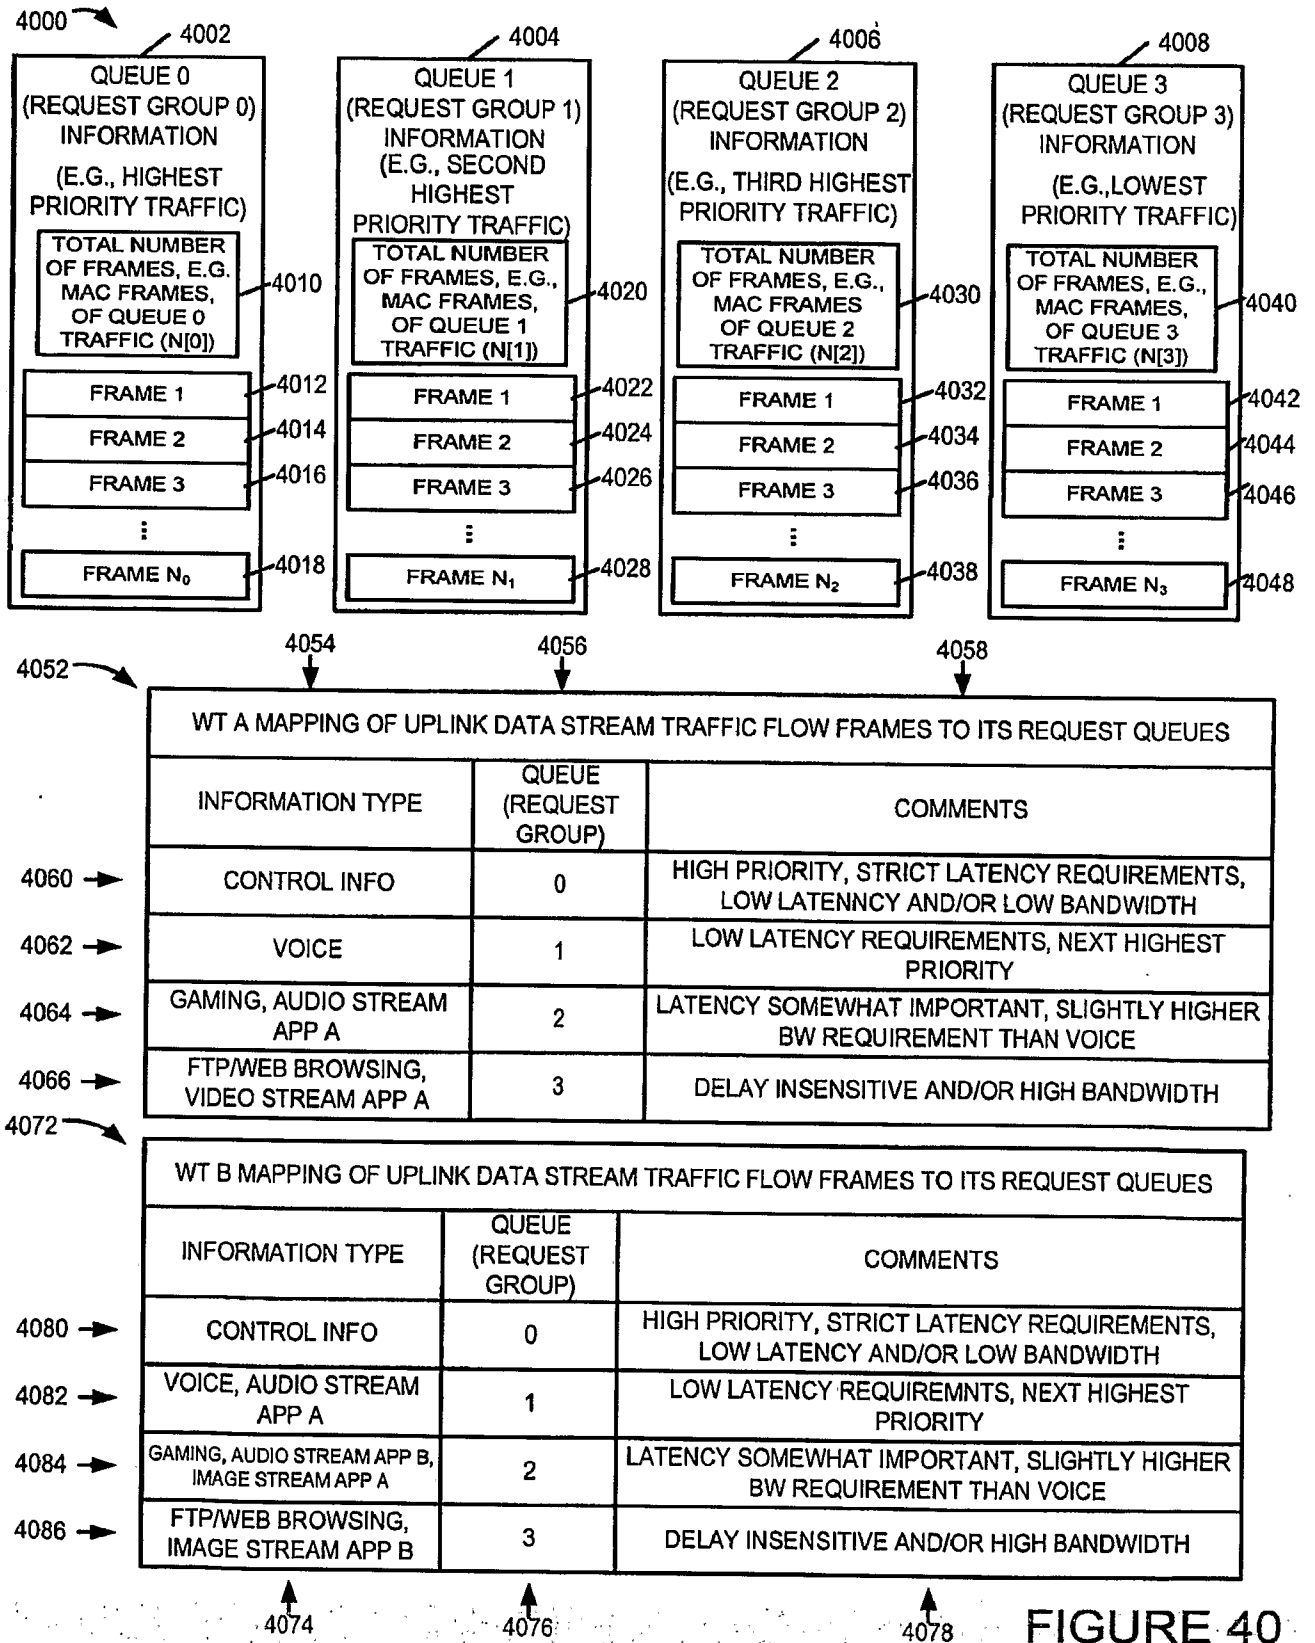 4000
4002
QUEUE 0
(REQUEST GROUP 0)
INFORMATION
(E.G., HIGHEST
PRIORITY TRAFFIC)
TOTAL NUMBER
OF FRAMES, E.G.
MAC FRAMES,
OF QUEUE 0
TRAFFIC (N[0])
4010
FRAME 1
4012
FRAME 2
4014
FRAME 3
4016
⋮
FRAME N₀
4018
4004
QUEUE 1
(REQUEST GROUP 1)
INFORMATION
(E.G., SECOND
HIGHEST
PRIORITY TRAFFIC)
TOTAL NUMBER
OF FRAMES, E.G.,
MAC FRAMES,
OF QUEUE 1
TRAFFIC (N[1])
4020
FRAME 1
4022
FRAME 2
4024
FRAME 3
4026
⋮
FRAME N₁
4028
4006
QUEUE 2
(REQUEST GROUP 2)
INFORMATION
(E.G., THIRD HIGHEST
PRIORITY TRAFFIC)
TOTAL NUMBER
OF FRAMES, E.G.,
MAC FRAMES
OF QUEUE 2
TRAFFIC (N[2])
4030
FRAME 1
4032
FRAME 2
4034
FRAME 3
4036
⋮
FRAME N₂
4038
4008
QUEUE 3
(REQUEST GROUP 3)
INFORMATION
(E.G.,LOWEST
PRIORITY TRAFFIC)
TOTAL NUMBER
OF FRAMES, E.G.,
MAC FRAMES,
OF QUEUE 3
TRAFFIC (N[3])
4040
FRAME 1
4042
FRAME 2
4044
FRAME 3
4046
⋮
FRAME N₃
4048
4052
4054
4056
4058
WT A MAPPING OF UPLINK DATA STREAM TRAFFIC FLOW FRAMES TO ITS REQUEST QUEUES
INFORMATION TYPE
QUEUE
(REQUEST
GROUP)
COMMENTS
4060
CONTROL INFO
0
HIGH PRIORITY, STRICT LATENCY REQUIREMENTS,
LOW LATENNCY AND/OR LOW BANDWIDTH
4062
VOICE
1
LOW LATENCY REQUIREMENTS, NEXT HIGHEST
PRIORITY
4064
GAMING, AUDIO STREAM
APP A
2
LATENCY SOMEWHAT IMPORTANT, SLIGHTLY HIGHER
BW REQUIREMENT THAN VOICE
4066
FTP/WEB BROWSING,
VIDEO STREAM APP A
3
DELAY INSENSITIVE AND/OR HIGH BANDWIDTH
4072
WT B MAPPING OF UPLINK DATA STREAM TRAFFIC FLOW FRAMES TO ITS REQUEST QUEUES
INFORMATION TYPE
QUEUE
(REQUEST
GROUP)
COMMENTS
4080
CONTROL INFO
0
HIGH PRIORITY, STRICT LATENCY REQUIREMENTS,
LOW LATENCY AND/OR LOW BANDWIDTH
4082
VOICE, AUDIO STREAM
APP A
1
LOW LATENCY REQUIREMNTS, NEXT HIGHEST
PRIORITY
4084
GAMING, AUDIO STREAM APP B,
IMAGE STREAM APP A
2
LATENCY SOMEWHAT IMPORTANT, SLIGHTLY HIGHER
BW REQUIREMENT THAN VOICE
4086
FTP/WEB BROWSING,
IMAGE STREAM APP B
3
DELAY INSENSITIVE AND/OR HIGH BANDWIDTH
4074
4076
4078
FIGURE 40